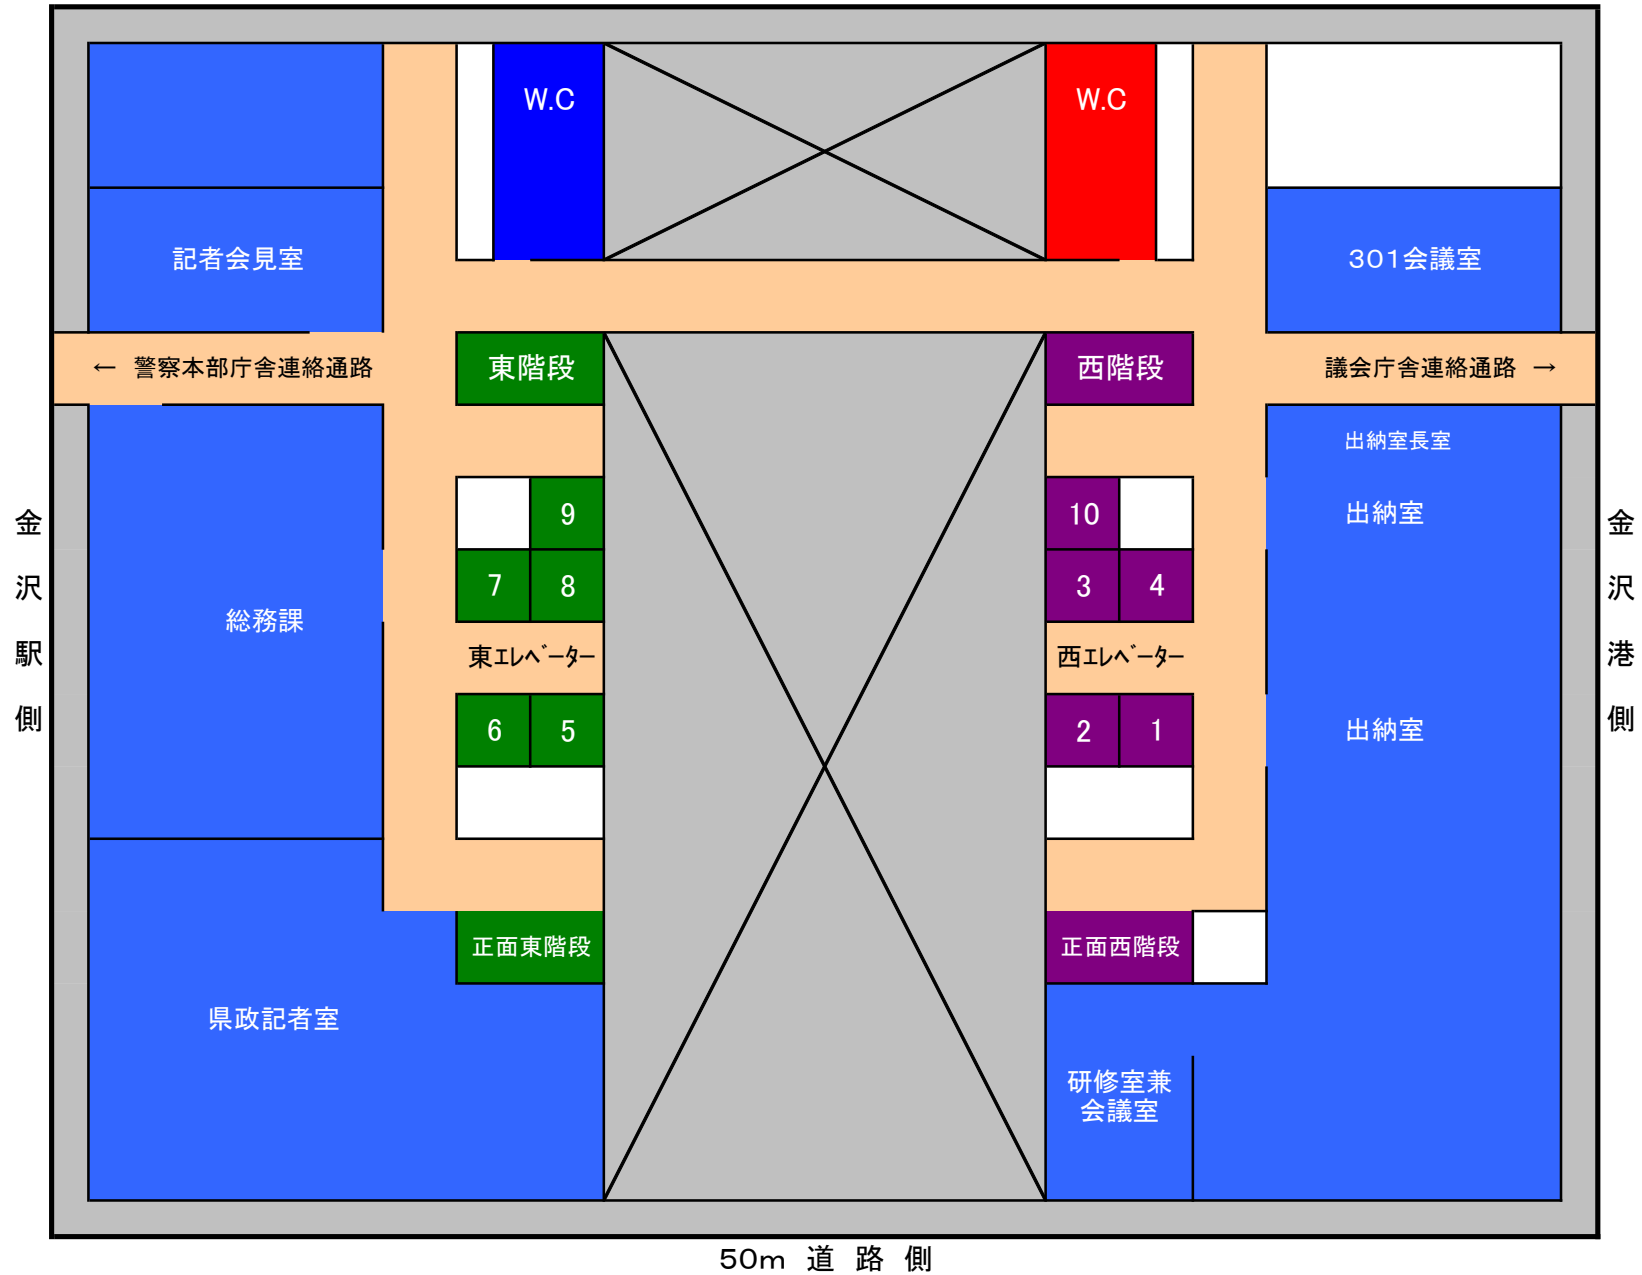 W.C
W.C
記者会見室
301会議室
← 警察本部庁舎連絡通路
東階段
西階段
議会庁舎連絡通路 →
出納室長室
9
10
出納室
7
8
3
4
総務課
東エレベーター
西エレベーター
6
5
2
1
出納室
金沢駅側
金沢港側
正面東階段
正面西階段
県政記者室
研修室兼
会議室
50m 道 路 側